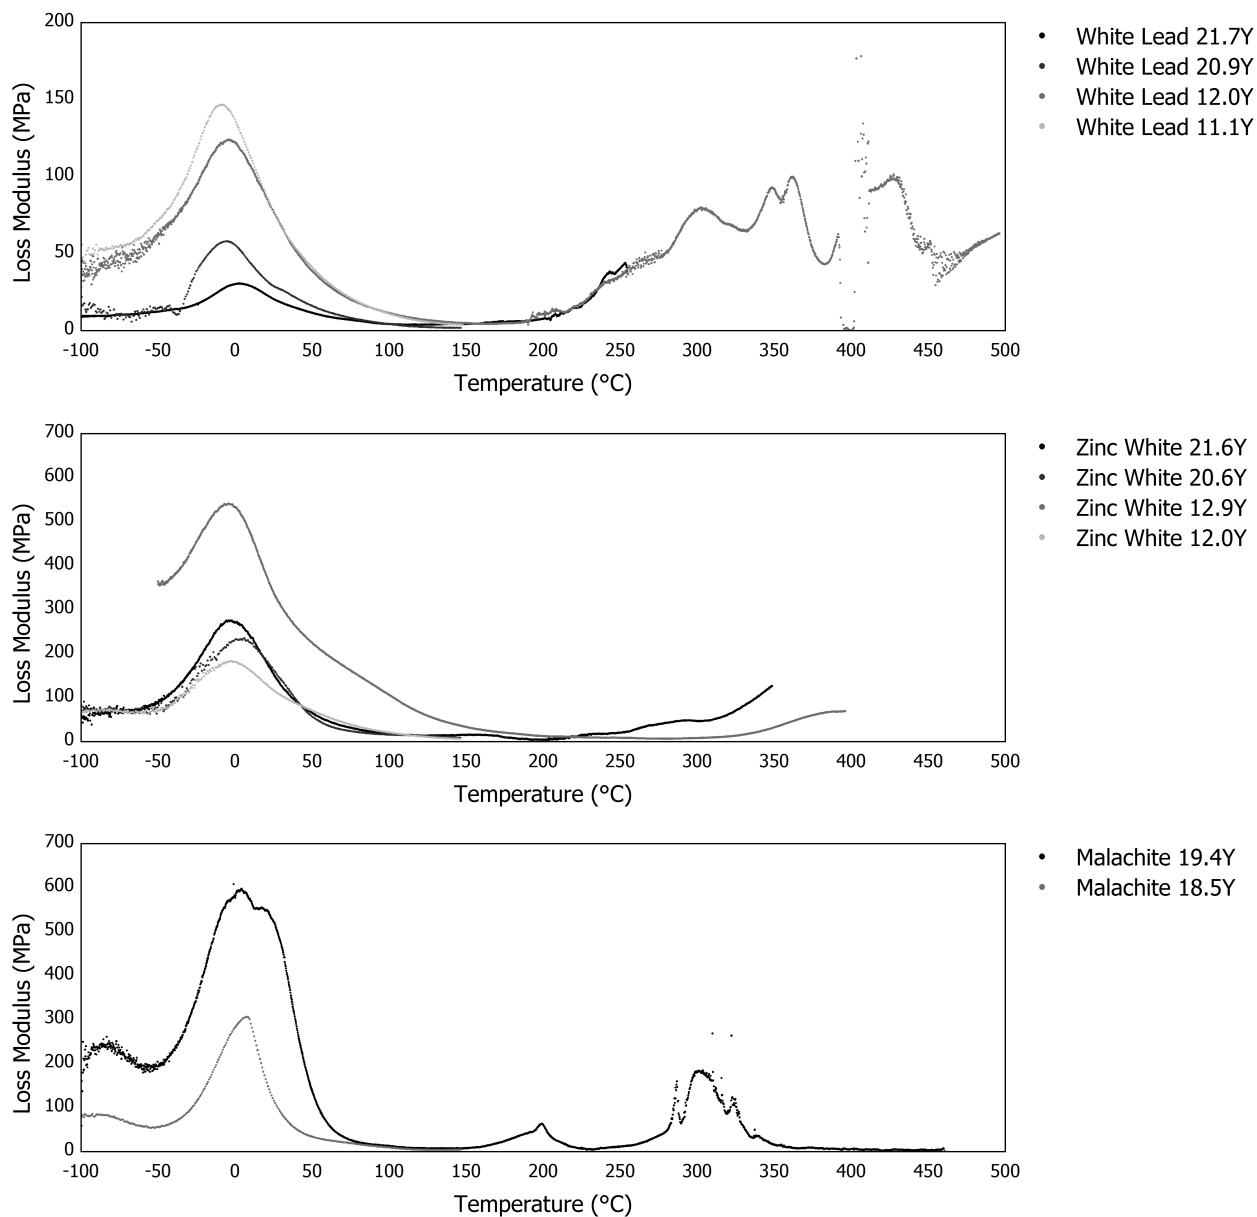 200
150
100
50
0
Loss Modulus (MPa)
-100 -50 0 50 100 150 200 250 300 350 400 450 500
Temperature (°C)
White Lead 21.7Y
White Lead 20.9Y
White Lead 12.0Y
White Lead 11.1Y
700
600
500
400
300
200
100
0
Loss Modulus (MPa)
-100 -50 0 50 100 150 200 250 300 350 400 450 500
Temperature (°C)
Zinc White 21.6Y
Zinc White 20.6Y
Zinc White 12.9Y
Zinc White 12.0Y
700
600
500
400
300
200
100
0
Loss Modulus (MPa)
-100 -50 0 50 100 150 200 250 300 350 400 450 500
Temperature (°C)
Malachite 19.4Y
Malachite 18.5Y